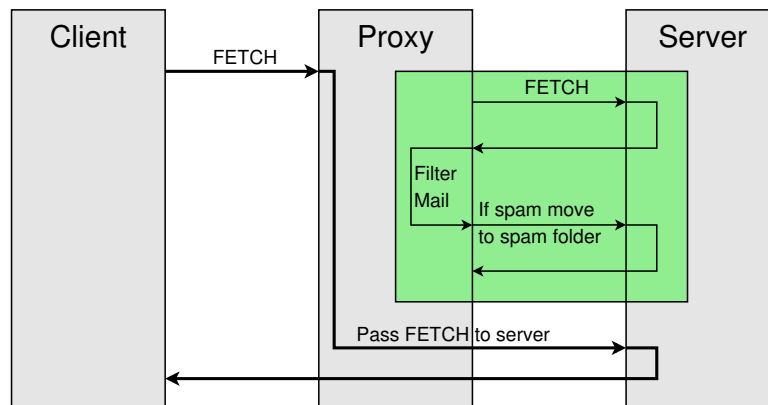 Client
Proxy
Server
FETCH
FETCH
Filter
Mail
If spam move
to spam folder
Pass FETCH to server